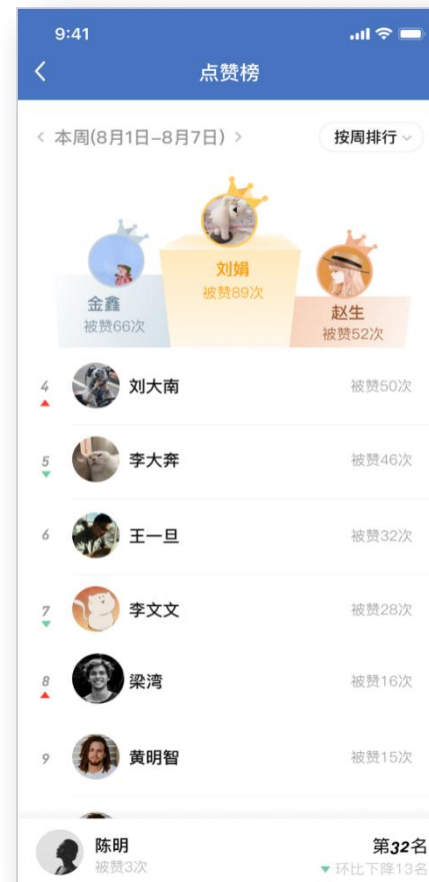 9:41
点赞榜
本周(8月1日-8月7日)
按周排行
刘娟
被赞89次
金鑫
被赞66次
赵生
被赞52次
4 刘大南 被赞50次
5 李大奔 被赞46次
6 王一旦 被赞32次
7 李文文 被赞28次
8 梁湾 被赞16次
9 黄明智 被赞15次
陈明 第32名
被赞3次 环比下降13名